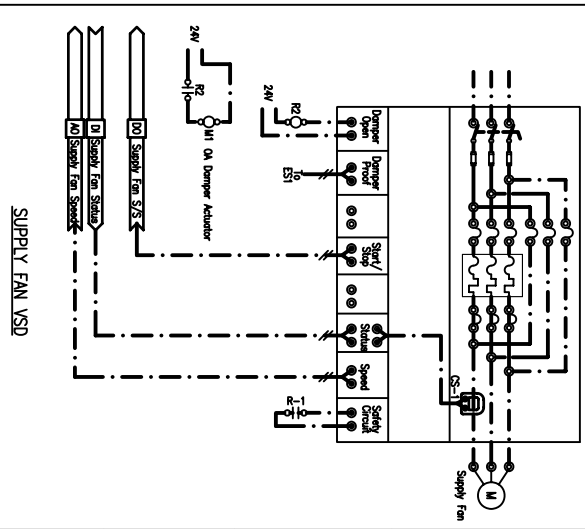 24V
R2
M1
OA Damper Actuator
24V
R2
Damper
Open
Damper
Proof
To
ES1
Start/
Stop
Status
Speed
Safety
Circuit
R-1
CS-1
M
Supply Fan
DO Supply Fan S/S
DI Supply Fan Status
AO Supply Fan Speed
SUPPLY FAN VSD